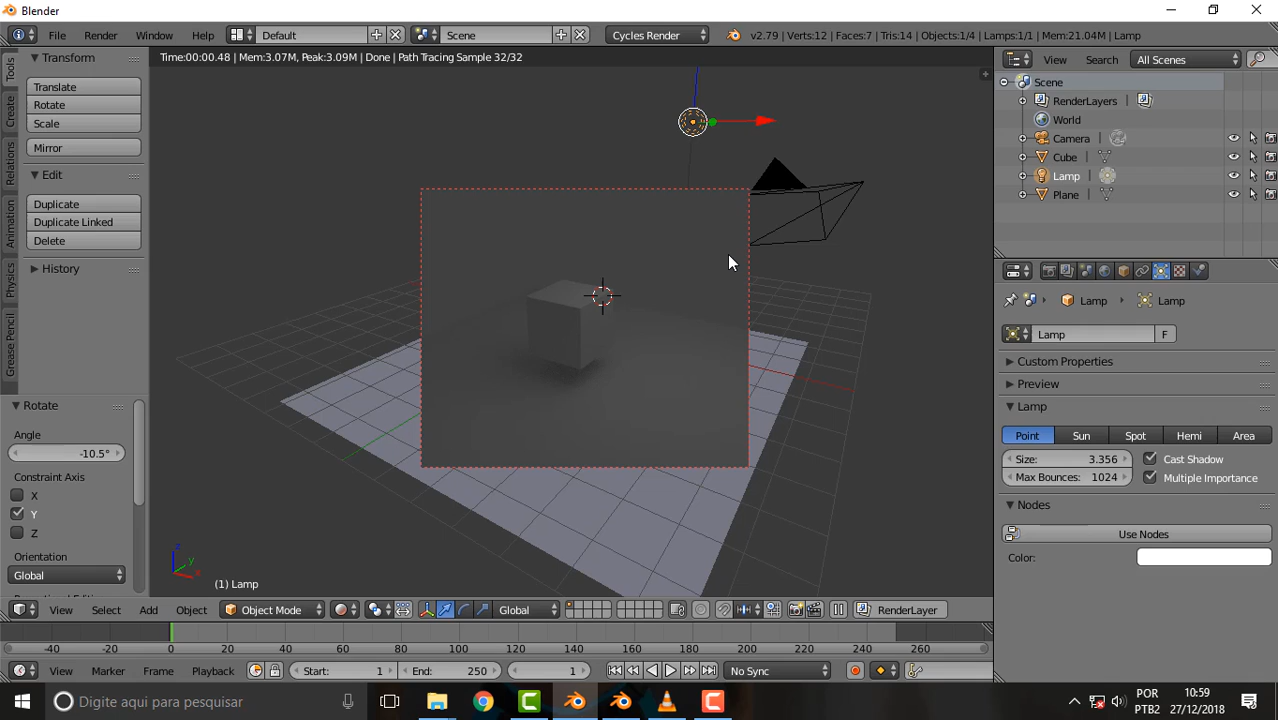 Blender
File Render Window Help Default Scene Cycles Render v2.79 | Verts:12 | Faces:7 | Tris:14 | Objects:1/4 | Lamps:1/1 | Mem:21.04M | Lamp
Time:00:00.48 | Mem:3.07M, Peak:3.09M | Done | Path Tracing Sample 32/32
Tools
Create
Relations
Animation
Physics
Grease Pencil
Transform
Translate
Rotate
Scale
Mirror
Edit
Duplicate
Duplicate Linked
Delete
History
Rotate
Angle
-10.5°
Constraint Axis
X
Y
Z
Orientation
Global
z
y
x
(1) Lamp
View Select Add Object Object Mode Global RenderLayer
-40 -20 0 20 40 60 80 100 120 140 160 180 200 220 240 260
View Marker Frame Playback Start: 1 End: 250 1 No Sync
View Search All Scenes
Scene
RenderLayers
World
Camera
Cube
Lamp
Plane
Lamp Lamp
Lamp F
Custom Properties
Preview
Lamp
Point Sun Spot Hemi Area
Size: 3.356 Cast Shadow
Max Bounces: 1024 Multiple Importance
Nodes
Use Nodes
Color:
Digite aqui para pesquisar
POR
PTB2
10:59
27/12/2018